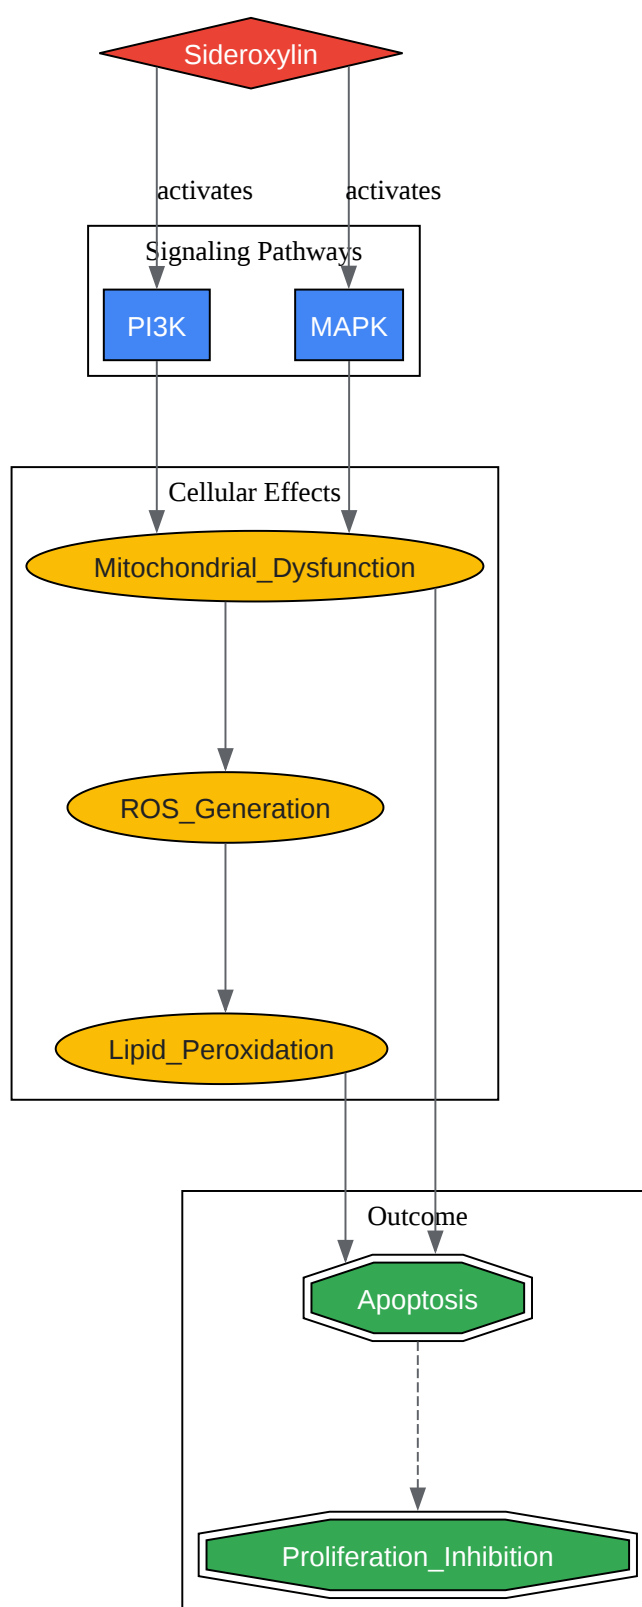 Sideroxylin
activates
activates
Signaling Pathways
PI3K
MAPK
Cellular Effects
Mitochondrial_Dysfunction
ROS_Generation
Lipid_Peroxidation
Outcome
Apoptosis
Proliferation_Inhibition